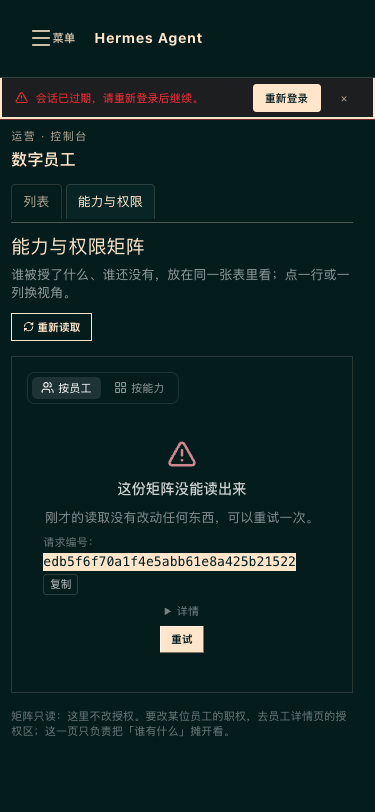 菜单
Hermes Agent
会话已过期，请重新登录后继续。
重新登录
×
运营 · 控制台
数字员工
列表
能力与权限
能力与权限矩阵
谁被授了什么、谁还没有，放在同一张表里看；点一行或一
列换视角。
重新读取
按员工
按能力
这份矩阵没能读出来
刚才的读取没有改动任何东西，可以重试一次。
请求编号：
edb5f6f70a1f4e5abb61e8a425b21522
复制
▶ 详情
重试
矩阵只读：这里不改授权。要改某位员工的职权，去员工详情页的授
权区；这一页只负责把「谁有什么」摊开看。